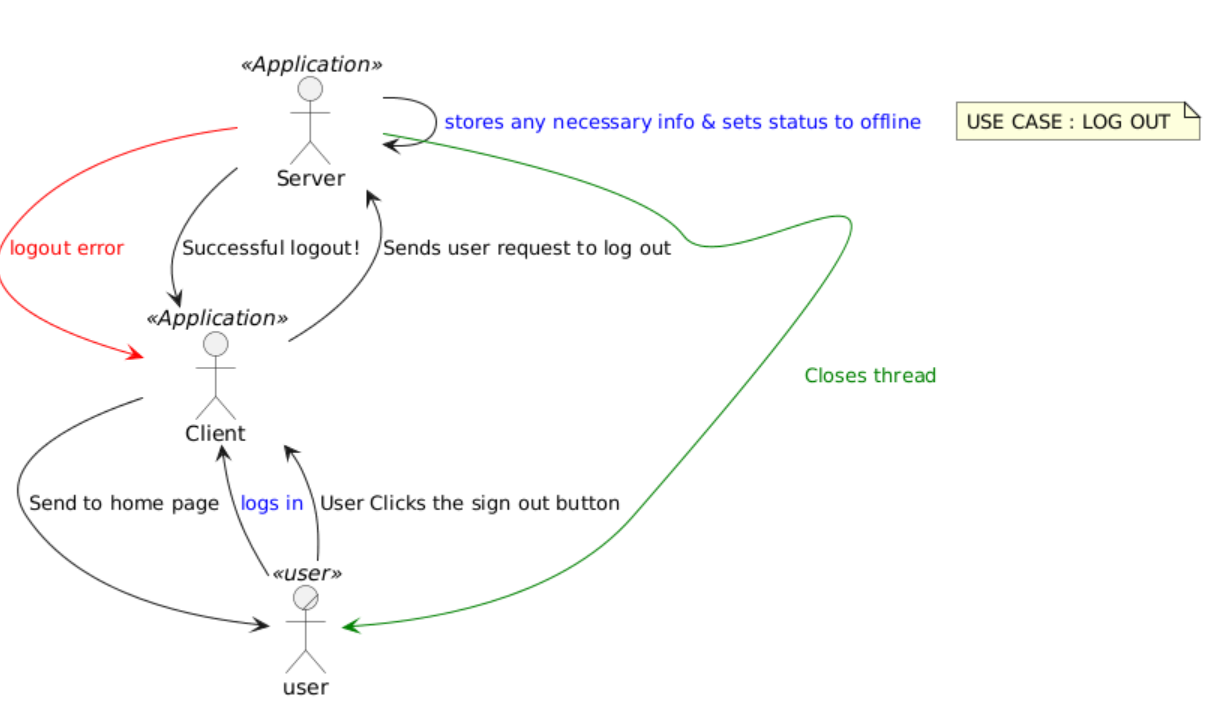 «Application»
stores any necessary info & sets status to offline
USE CASE : LOG OUT
Server
logout error
Successful logout!
Sends user request to log out
«Application»
Closes thread
Client
Send to home page
logs in
User Clicks the sign out button
«user»
user